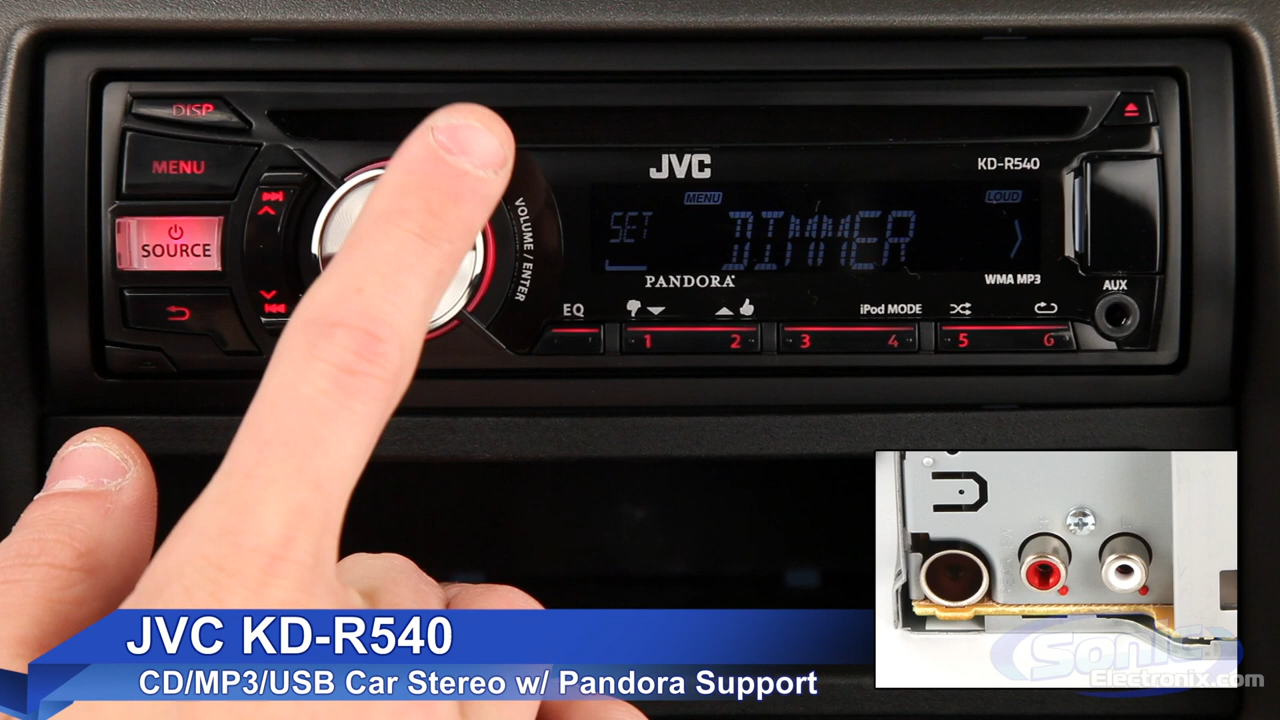 DISP
MENU
SOURCE
VOLUME / ENTER
JVC
KD-R540
MENU
LOUD
SET
DIMMER
PANDORA
WMA MP3
AUX
EQ
iPod MODE
1
2
3
4
5
6
JVC KD-R540
CD/MP3/USB Car Stereo w/ Pandora Support
Sonic
Electronix.com